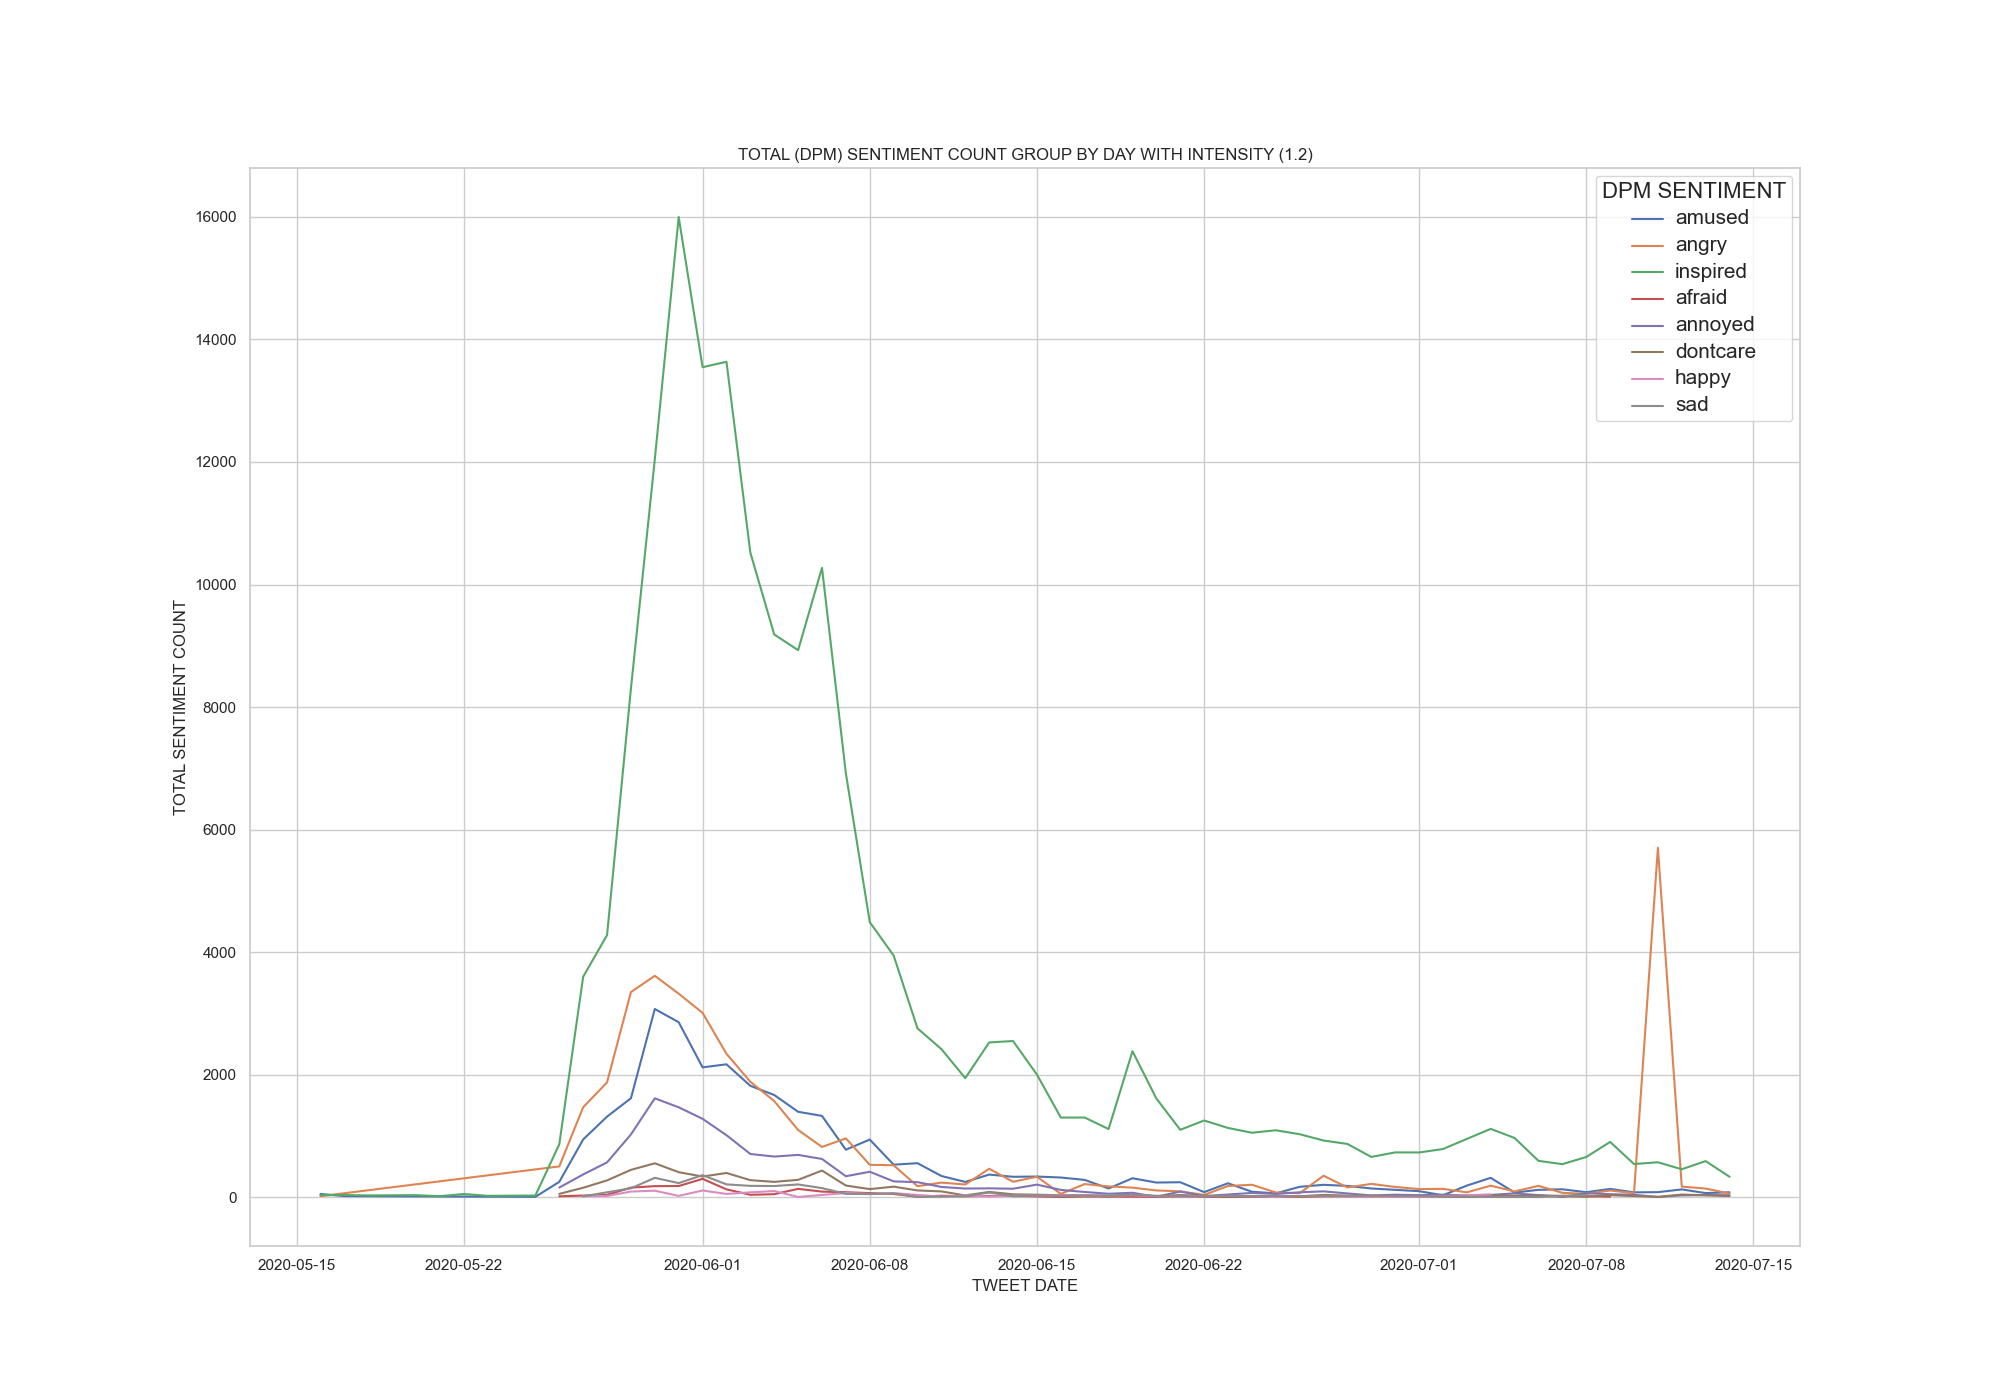 TOTAL (DPM) SENTIMENT COUNT GROUP BY DAY WITH INTENSITY (1.2)
DPM SENTIMENT
amused
angry
inspired
afraid
annoyed
dontcare
happy
sad
TOTAL SENTIMENT COUNT
16000
14000
12000
10000
8000
6000
4000
2000
0
2020-05-15 2020-05-22 2020-06-01 2020-06-08 2020-06-15 2020-06-22 2020-07-01 2020-07-08 2020-07-15
TWEET DATE